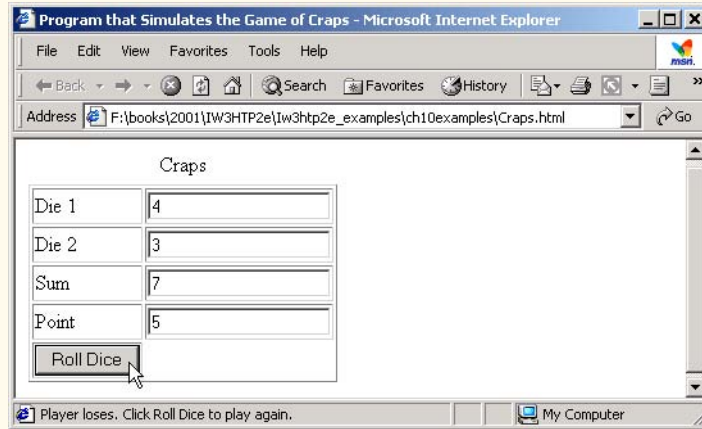 Program that Simulates the Game of Craps - Microsoft Internet Explorer
File Edit View Favorites Tools Help
msn.
Back Search Favorites History »
Address F:\books\2001\IW3HTP2e\Iw3htp2e_examples\ch10examples\Craps.html Go
Craps
Die 1 4
Die 2 3
Sum 7
Point 5
Roll Dice
Player loses. Click Roll Dice to play again. My Computer